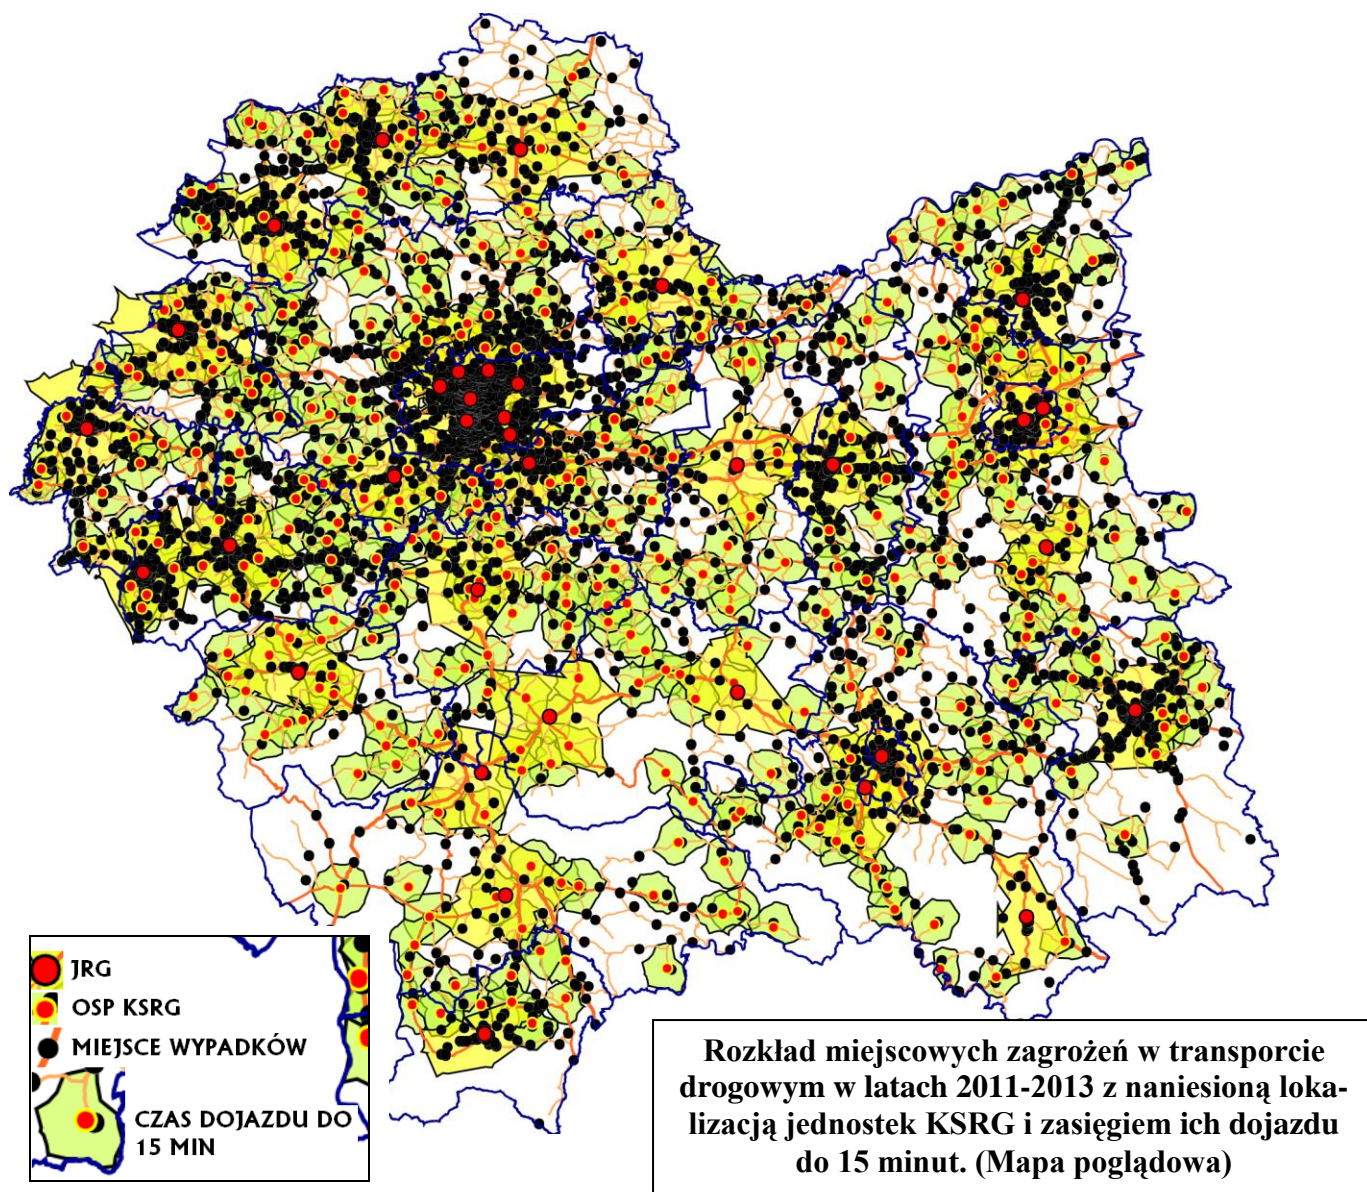 JRG
OSP KSRG
MIEJSCE WYPADKÓW
CZAS DOJAZDU DO
15 MIN
Rozkład miejscowych zagrożeń w transporcie
drogowym w latach 2011-2013 z naniesioną loka-
lizacją jednostek KSRG i zasięgiem ich dojazdu
do 15 minut. (Mapa poglądowa)